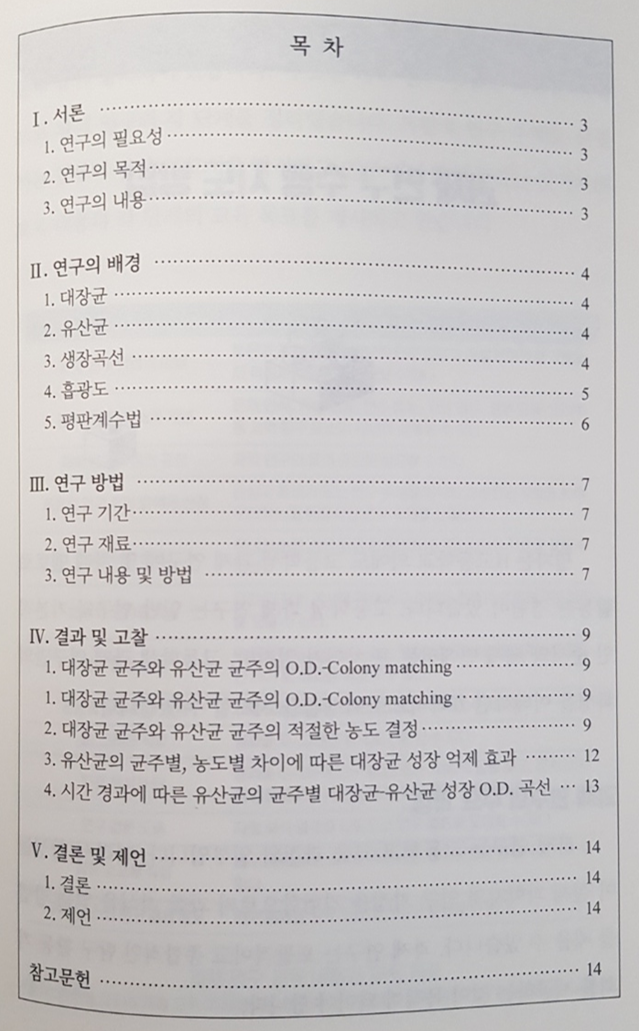 목 차
Ⅰ. 서론 ································ 3
1. 연구의 필요성 ································ 3
2. 연구의 목적 ································ 3
3. 연구의 내용 ································ 3
Ⅱ. 연구의 배경 ································ 4
1. 대장균 ································ 4
2. 유산균 ································ 4
3. 생장곡선 ································ 4
4. 흡광도 ································ 5
5. 평판계수법 ································ 6
Ⅲ. 연구 방법 ································ 7
1. 연구 기간 ································ 7
2. 연구 재료 ································ 7
3. 연구 내용 및 방법 ································ 7
Ⅳ. 결과 및 고찰 ································ 9
1. 대장균 균주와 유산균 균주의 O.D.-Colony matching ············ 9
1. 대장균 균주와 유산균 균주의 O.D.-Colony matching ············ 9
2. 대장균 균주와 유산균 균주의 적절한 농도 결정 ················ 9
3. 유산균의 균주별, 농도별 차이에 따른 대장균 성장 억제 효과 ········· 12
4. 시간 경과에 따른 유산균의 균주별 대장균-유산균 성장 O.D. 곡선 ··· 13
Ⅴ. 결론 및 제언 ································ 14
1. 결론 ································ 14
2. 제언 ································ 14
참고문헌 ································ 14